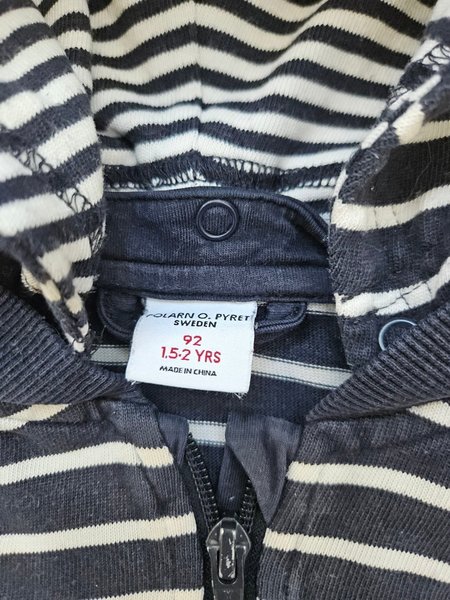 POLARN O. PYRET
SWEDEN
92
1.5-2 YRS
MADE IN CHINA